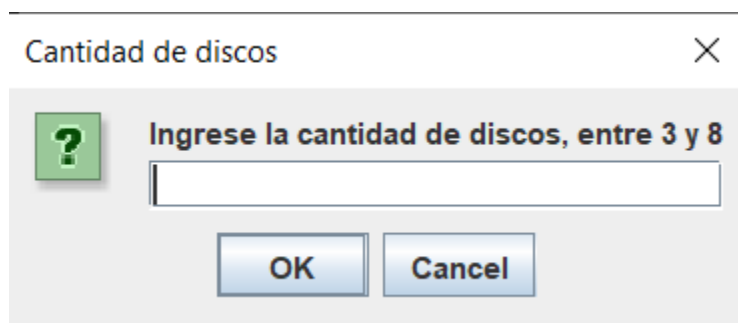 Cantidad de discos
?
Ingrese la cantidad de discos, entre 3 y 8
OK Cancel